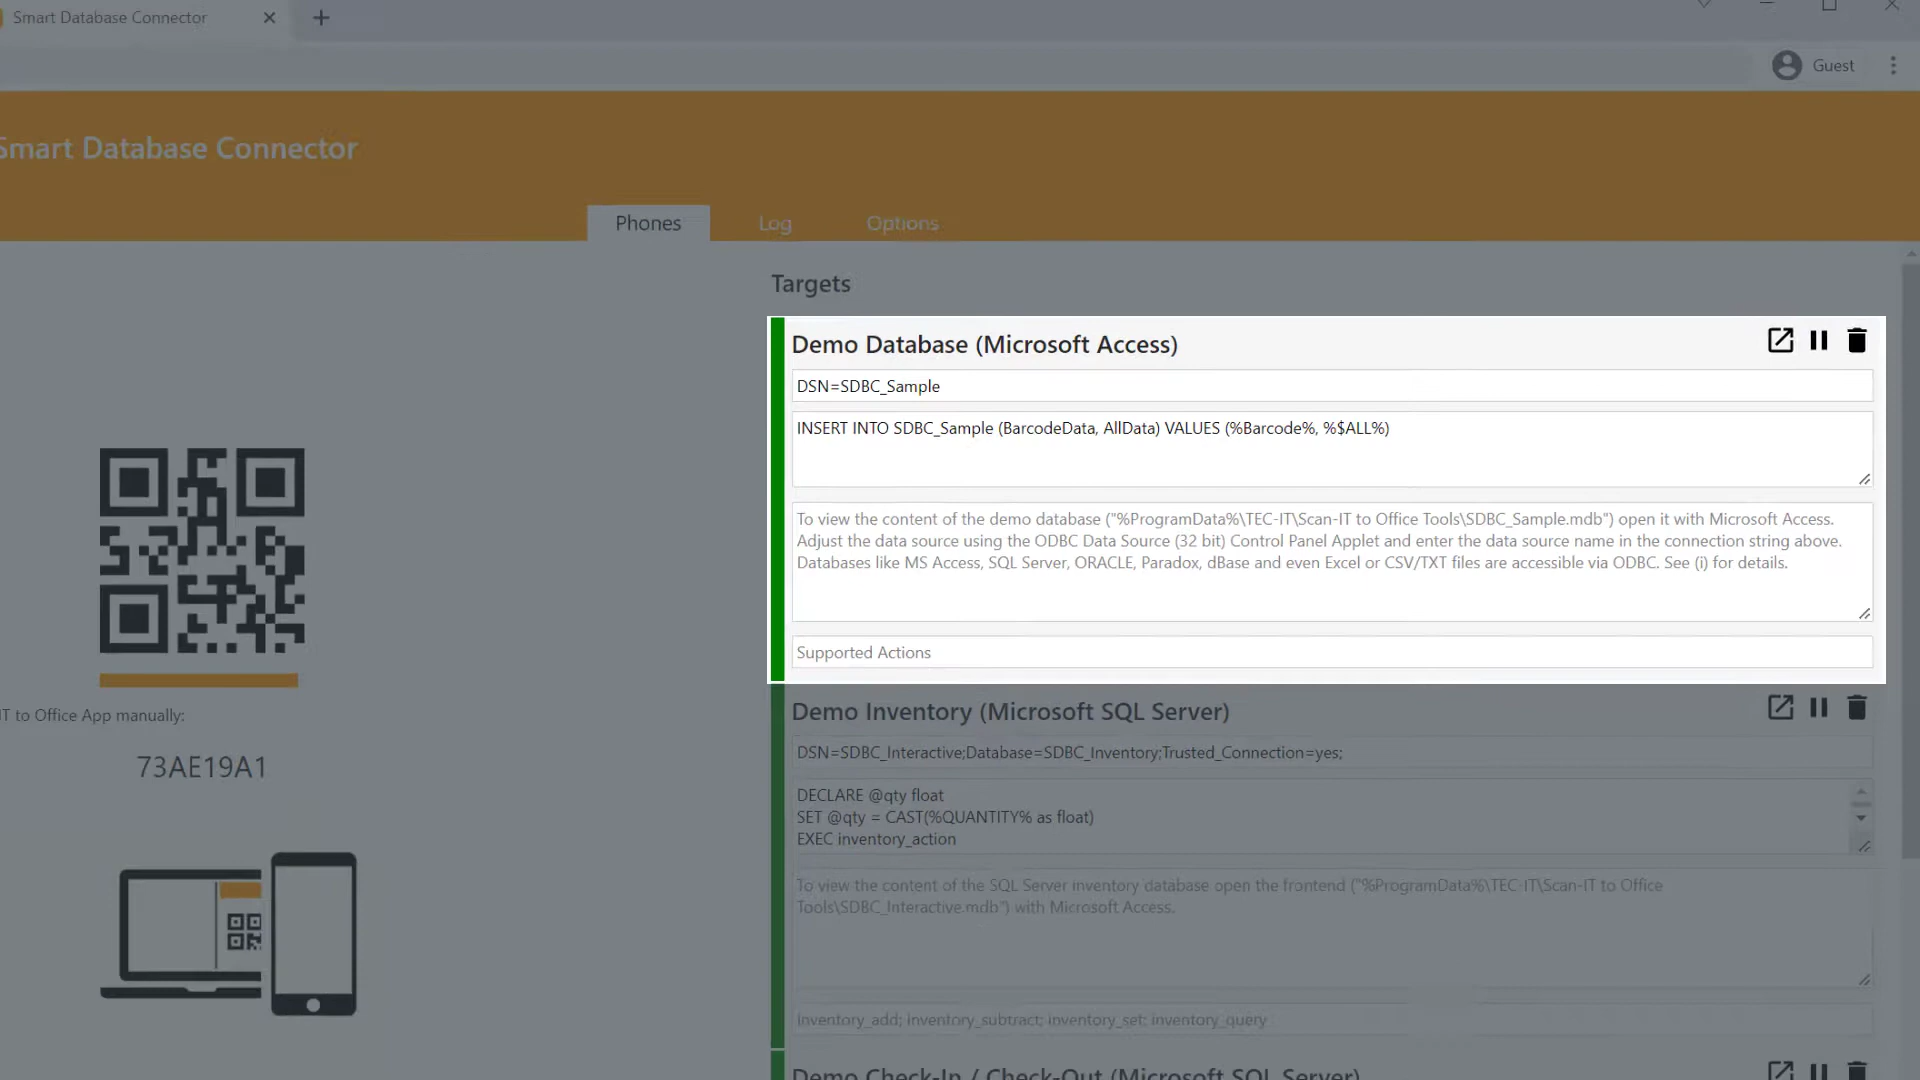 Smart Database Connector
Guest
Smart Database Connector
Phones
Log
Options
Targets
Demo Database (Microsoft Access)
DSN=SDBC_Sample
INSERT INTO SDBC_Sample (BarcodeData, AllData) VALUES (%Barcode%, %$ALL%)
To view the content of the demo database ("%ProgramData%\TEC-IT\Scan-IT to Office Tools\SDBC_Sample.mdb") open it with Microsoft Access.
Adjust the data source using the ODBC Data Source (32 bit) Control Panel Applet and enter the data source name in the connection string above.
Databases like MS Access, SQL Server, ORACLE, Paradox, dBase and even Excel or CSV/TXT files are accessible via ODBC. See (i) for details.
Supported Actions
T to Office App manually:
73AE19A1
Demo Inventory (Microsoft SQL Server)
DSN=SDBC_Interactive;Database=SDBC_Inventory;Trusted_Connection=yes;
DECLARE @qty float
SET @qty = CAST(%QUANTITY% as float)
EXEC inventory_action
To view the content of the SQL Server inventory database open the frontend ("%ProgramData%\TEC-IT\Scan-IT to Office
Tools\SDBC_Interactive.mdb") with Microsoft Access.
inventory_add; inventory_subtract; inventory_set; inventory_query
Demo Check-In / Check-Out (Microsoft SQL Server)